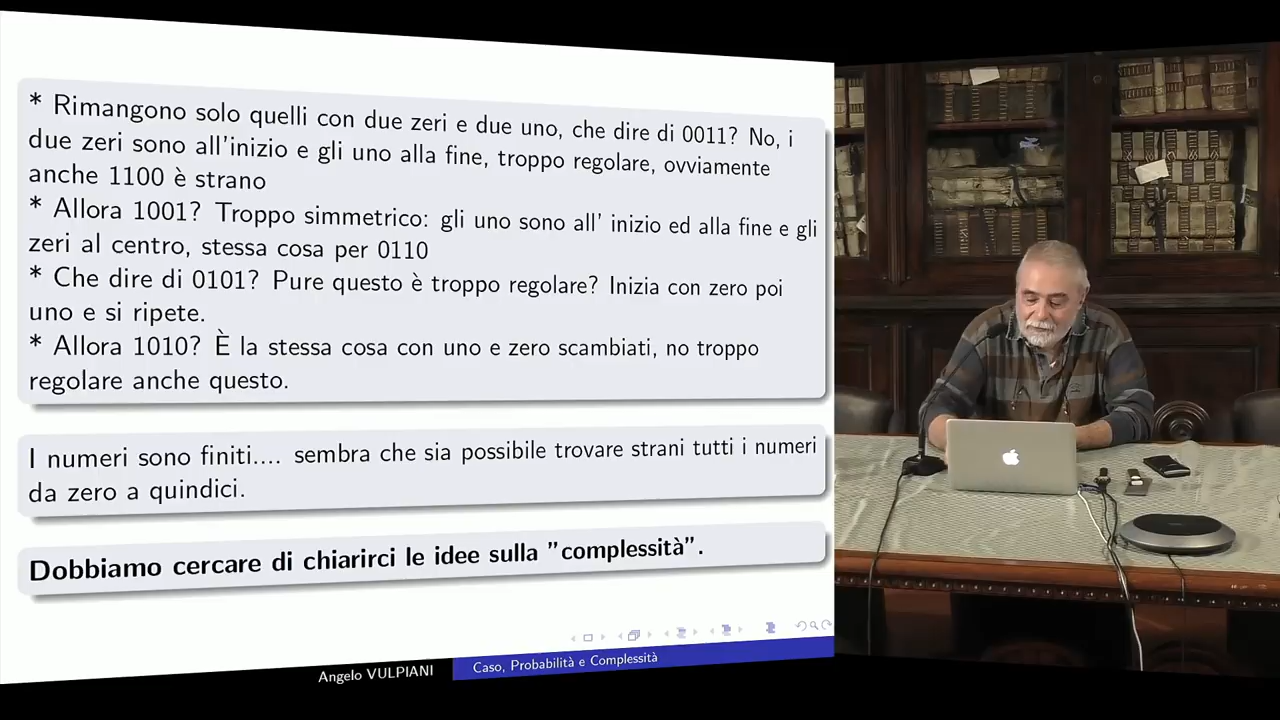 * Rimangono solo quelli con due zeri e due uno, che dire di 0011? No, i
due zeri sono all'inizio e gli uno alla fine, troppo regolare, ovviamente
anche 1100 è strano
* Allora 1001? Troppo simmetrico: gli uno sono all' inizio ed alla fine e gli
zeri al centro, stessa cosa per 0110
* Che dire di 0101? Pure questo è troppo regolare? Inizia con zero poi
uno e si ripete.
* Allora 1010? È la stessa cosa con uno e zero scambiati, no troppo
regolare anche questo.
I numeri sono finiti.... sembra che sia possibile trovare strani tutti i numeri
da zero a quindici.
Dobbiamo cercare di chiarirci le idee sulla "complessità".
Angelo VULPIANI
Caso, Probabilità e Complessità